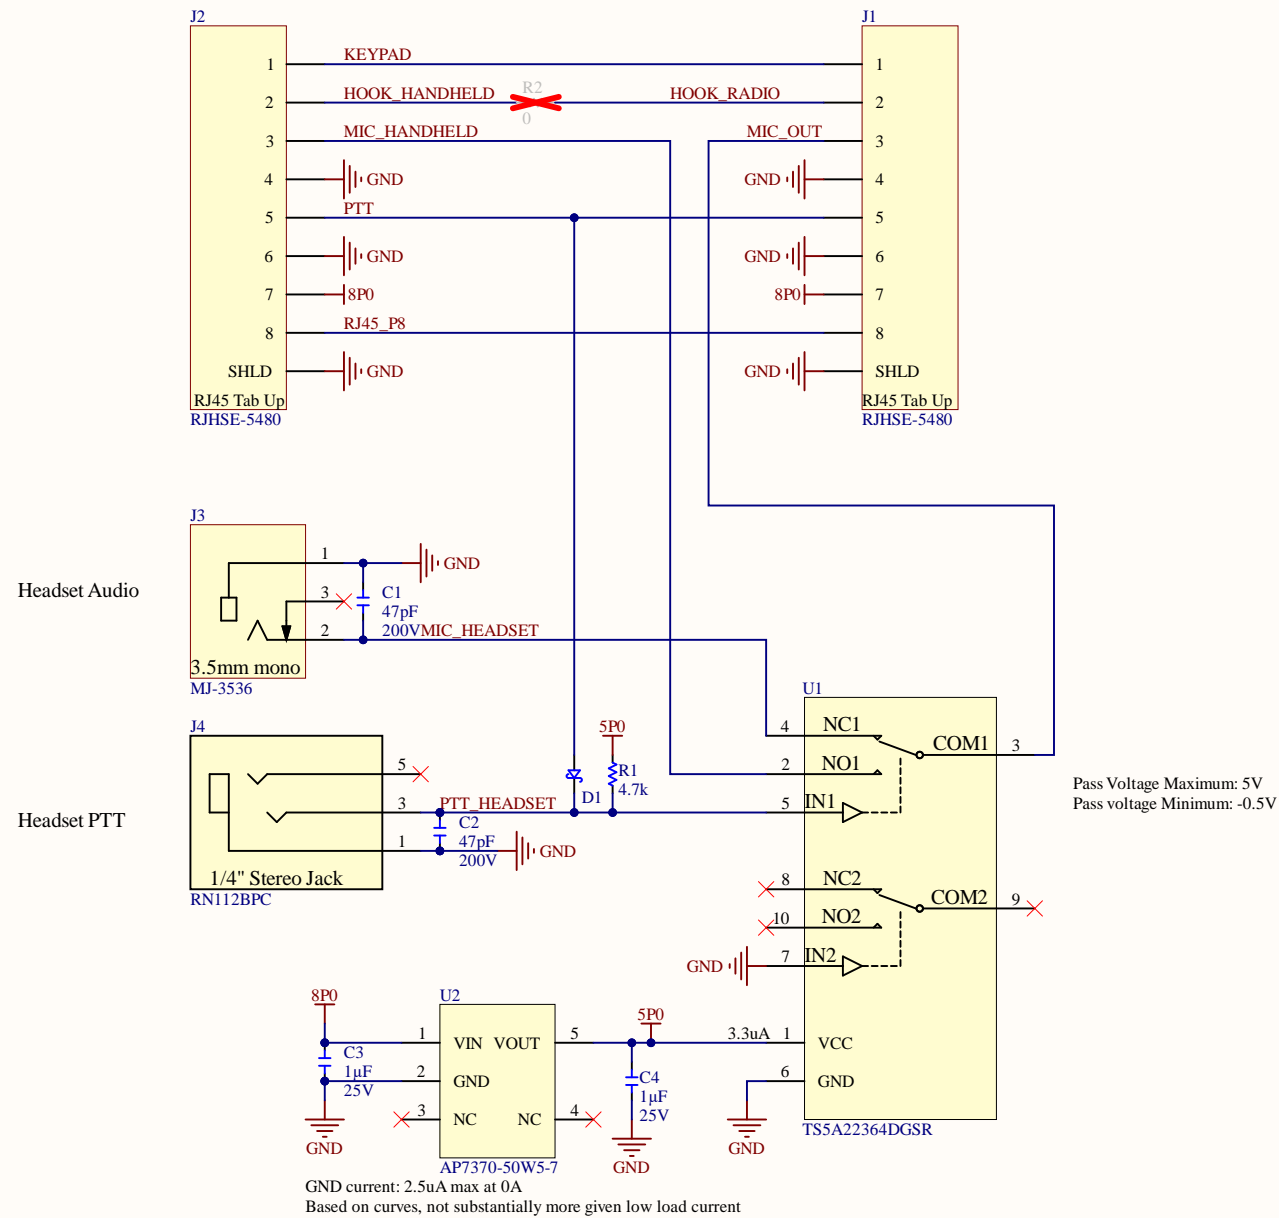 J2
J1
KEYPAD
1
1
R2
2
HOOK_HANDHELD
HOOK_RADIO
2
0
3
MIC_HANDHELD
MIC_OUT
3
4
GND
GND
4
5
PTT
5
6
GND
GND
6
7
8P0
8P0
7
8
RJ45_P8
8
SHLD
GND
GND
SHLD
RJ45 Tab Up
RJ45 Tab Up
RJHSE-5480
RJHSE-5480
J3
1
GND
Headset Audio
3
C1
47pF
2
200V
MIC_HEADSET
3.5mm mono
MJ-3536
U1
J4
5P0
4
NC1
COM1
3
5
R1
2
NO1
4.7k
Pass Voltage Maximum: 5V
Pass voltage Minimum: -0.5V
Headset PTT
3
PTT_HEADSET
D1
5
IN1
C2
47pF
200V
1
GND
1/4" Stereo Jack
RN112BPC
8
NC2
COM2
9
10
NO2
GND
7
IN2
8P0
U2
5P0
1
VIN
VOUT
5
3.3uA
1
VCC
C3
1µF
25V
2
GND
C4
1µF
25V
6
GND
3
NC
NC
4
GND
GND
GND
TS5A22364DGSR
AP7370-50W5-7
GND current: 2.5uA max at 0A
Based on curves, not substantially more given low load current